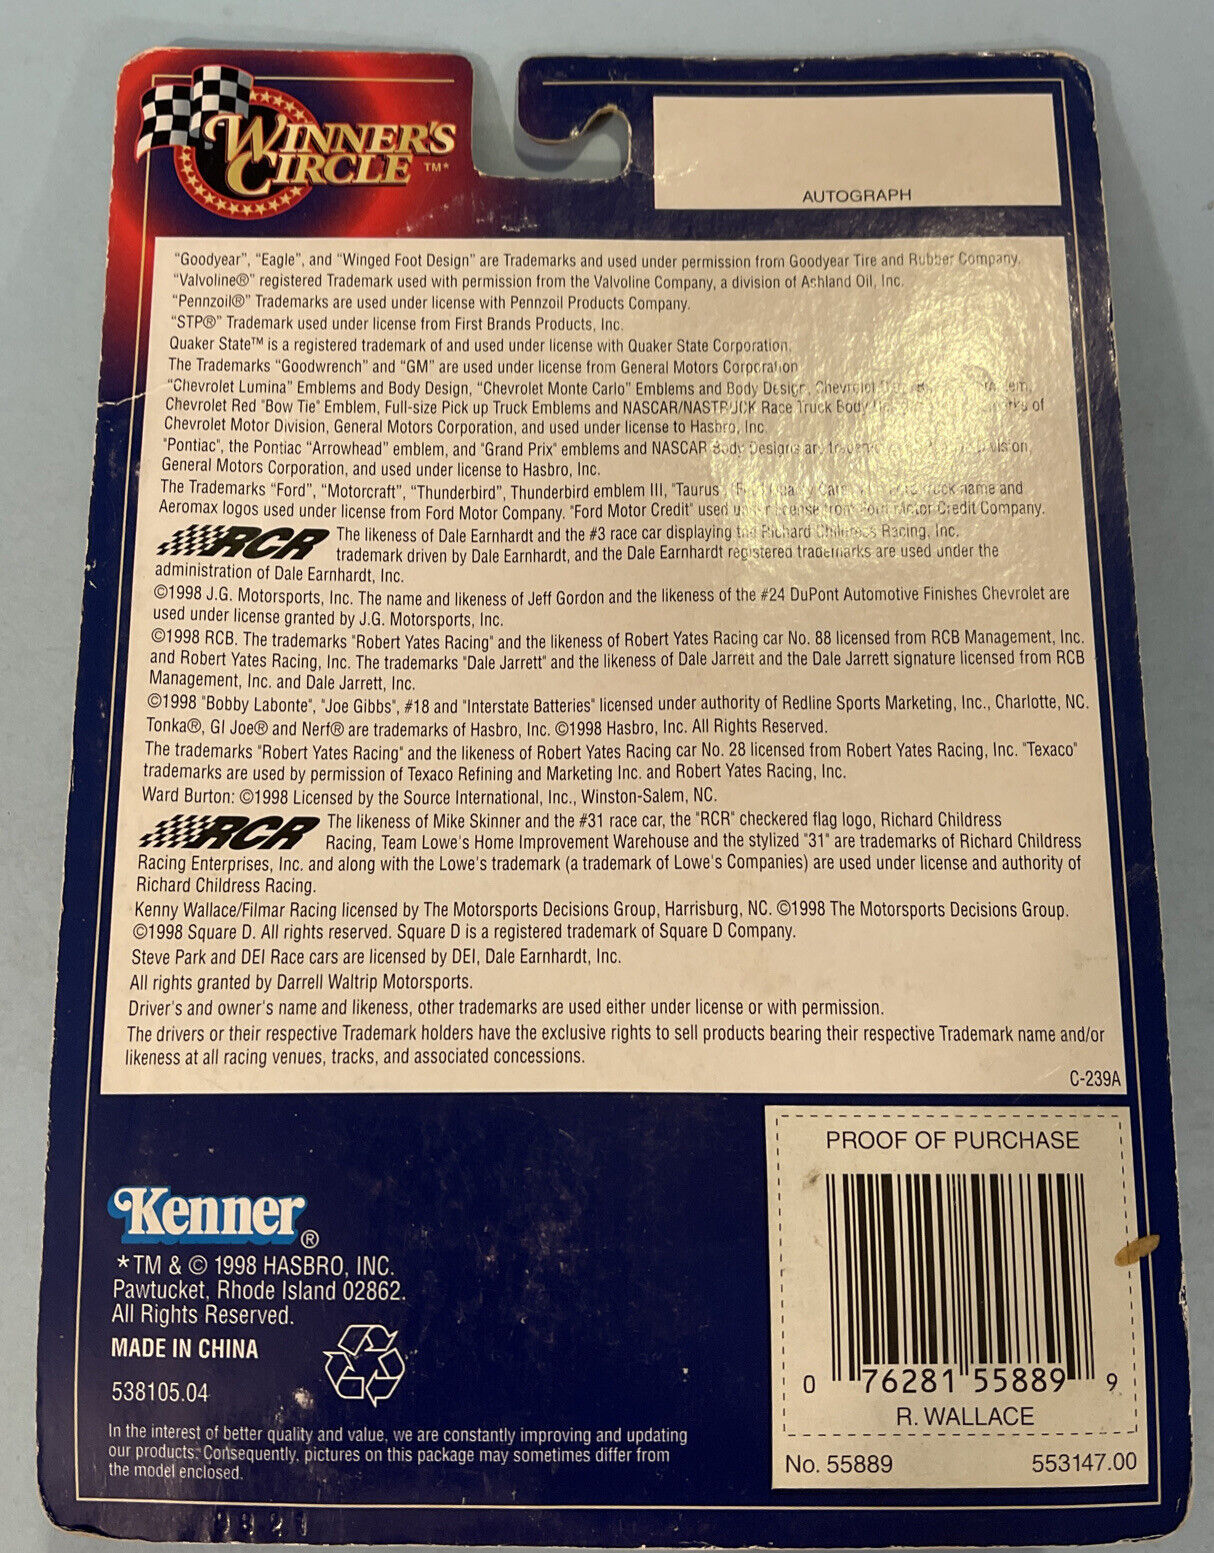 WINNER'S
CIRCLE TM*
AUTOGRAPH
"Goodyear", "Eagle", and "Winged Foot Design" are Trademarks and used under permission from Goodyear Tire and Rubber Company.
"Valvoline®" registered Trademark used with permission from the Valvoline Company, a division of Ashland Oil, Inc.
"Pennzoil®" Trademarks are used under license with Pennzoil Products Company.
"STP®" Trademark used under license from First Brands Products, Inc.
Quaker State™ is a registered trademark of and used under license with Quaker State Corporation.
The Trademarks "Goodwrench" and "GM" are used under license from General Motors Corporation
"Chevrolet Lumina" Emblems and Body Design, "Chevrolet Monte Carlo" Emblems and Body Design, Chevrolet
Chevrolet Red "Bow Tie" Emblem, Full-size Pick up Truck Emblems and NASCAR/NASTRUCK Race Truck Body of
Chevrolet Motor Division, General Motors Corporation, and used under license to Hasbro, Inc.
"Pontiac", the Pontiac "Arrowhead" emblem, and "Grand Prix" emblems and NASCAR Body Designs are
General Motors Corporation, and used under license to Hasbro, Inc.
The Trademarks "Ford", "Motorcraft", "Thunderbird", Thunderbird emblem III, "Taurus" name and
Aeromax logos used under license from Ford Motor Company. "Ford Motor Credit" used under license from Ford Motor Credit Company.
RCR The likeness of Dale Earnhardt and the #3 race car displaying the Richard Childress Racing, Inc.
trademark driven by Dale Earnhardt, and the Dale Earnhardt registered trademarks are used under the
administration of Dale Earnhardt, Inc.
©1998 J.G. Motorsports, Inc. The name and likeness of Jeff Gordon and the likeness of the #24 DuPont Automotive Finishes Chevrolet are
used under license granted by J.G. Motorsports, Inc.
©1998 RCB. The trademarks "Robert Yates Racing" and the likeness of Robert Yates Racing car No. 88 licensed from RCB Management, Inc.
and Robert Yates Racing, Inc. The trademarks "Dale Jarrett" and the likeness of Dale Jarrett and the Dale Jarrett signature licensed from RCB
Management, Inc. and Dale Jarrett, Inc.
©1998 "Bobby Labonte", "Joe Gibbs", #18 and "Interstate Batteries" licensed under authority of Redline Sports Marketing, Inc., Charlotte, NC.
Tonka®, GI Joe® and Nerf® are trademarks of Hasbro, Inc. ©1998 Hasbro, Inc. All Rights Reserved.
The trademarks "Robert Yates Racing" and the likeness of Robert Yates Racing car No. 28 licensed from Robert Yates Racing, Inc. "Texaco"
trademarks are used by permission of Texaco Refining and Marketing Inc. and Robert Yates Racing, Inc.
Ward Burton: ©1998 Licensed by the Source International, Inc., Winston-Salem, NC.
RCR The likeness of Mike Skinner and the #31 race car, the "RCR" checkered flag logo, Richard Childress
Racing, Team Lowe's Home Improvement Warehouse and the stylized "31" are trademarks of Richard Childress
Racing Enterprises, Inc. and along with the Lowe's trademark (a trademark of Lowe's Companies) are used under license and authority of
Richard Childress Racing.
Kenny Wallace/Filmar Racing licensed by The Motorsports Decisions Group, Harrisburg, NC. ©1998 The Motorsports Decisions Group.
©1998 Square D. All rights reserved. Square D is a registered trademark of Square D Company.
Steve Park and DEI Race cars are licensed by DEI, Dale Earnhardt, Inc.
All rights granted by Darrell Waltrip Motorsports.
Driver's and owner's name and likeness, other trademarks are used either under license or with permission.
The drivers or their respective Trademark holders have the exclusive rights to sell products bearing their respective Trademark name and/or
likeness at all racing venues, tracks, and associated concessions.
C-239A
Kenner®
*TM & © 1998 HASBRO, INC.
Pawtucket, Rhode Island 02862.
All Rights Reserved.
MADE IN CHINA
538105.04
In the interest of better quality and value, we are constantly improving and updating
our products. Consequently, pictures on this package may sometimes differ from
the model enclosed.
PROOF OF PURCHASE
0 76281 55889 9
R. WALLACE
No. 55889 553147.00